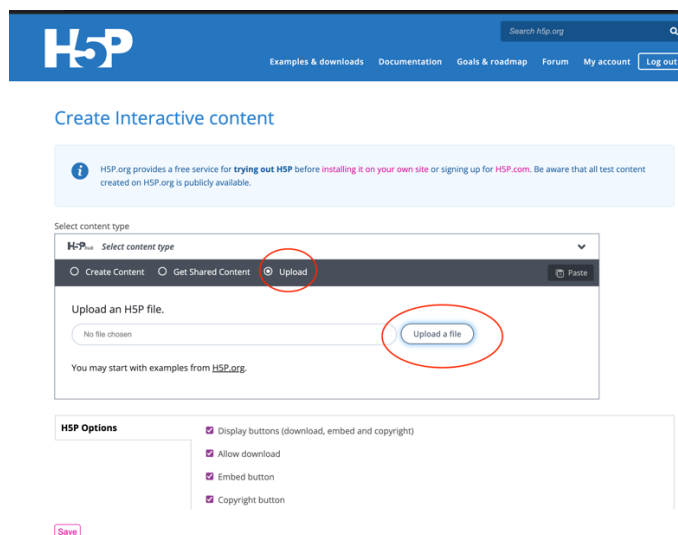 H5P
Search h5p.org
Examples & downloads Documentation Goals & roadmap Forum My account Log out
Create Interactive content
H5P.org provides a free service for trying out H5P before installing it on your own site or signing up for H5P.com. Be aware that all test content
created on H5P.org is publicly available.
Select content type
H5P Hub Select content type
Create Content Get Shared Content Upload Paste
Upload an H5P file.
No file chosen Upload a file
You may start with examples from H5P.org.
H5P Options
Display buttons (download, embed and copyright)
Allow download
Embed button
Copyright button
Save